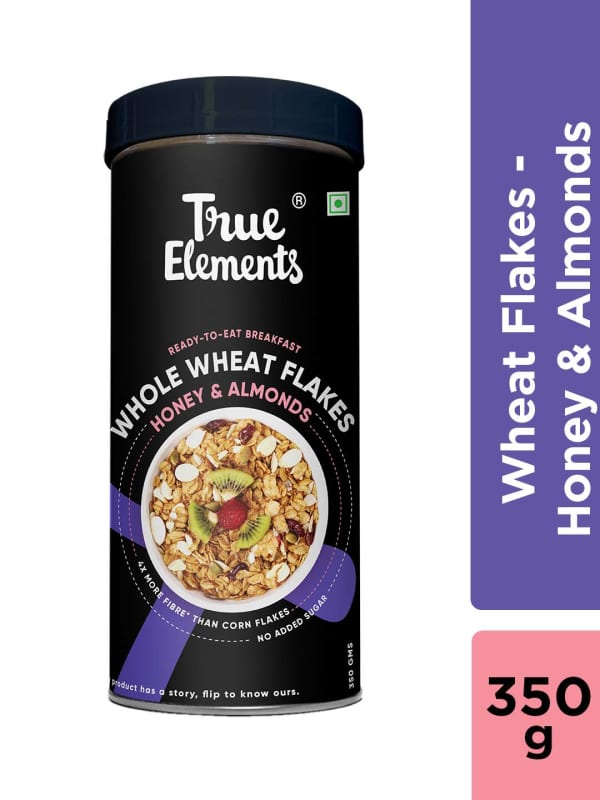 True
Elements
®
READY-TO-EAT BREAKFAST
WHOLE WHEAT FLAKES
HONEY & ALMONDS
4X MORE FIBRE* THAN CORN FLAKES
NO ADDED SUGAR
product has a story, flip to know ours.
350 GMS
Wheat Flakes -
Honey & Almonds
350
g